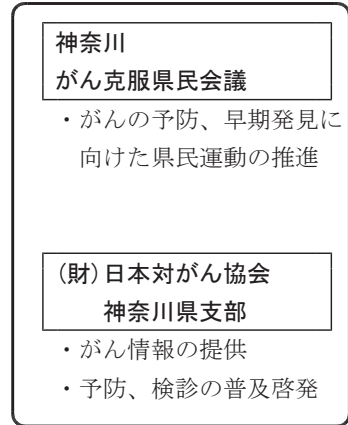 神奈川
がん克服県民会議
・がんの予防、早期発見に
向けた県民運動の推進
(財)日本対がん協会
神奈川県支部
・がん情報の提供
・予防、検診の普及啓発